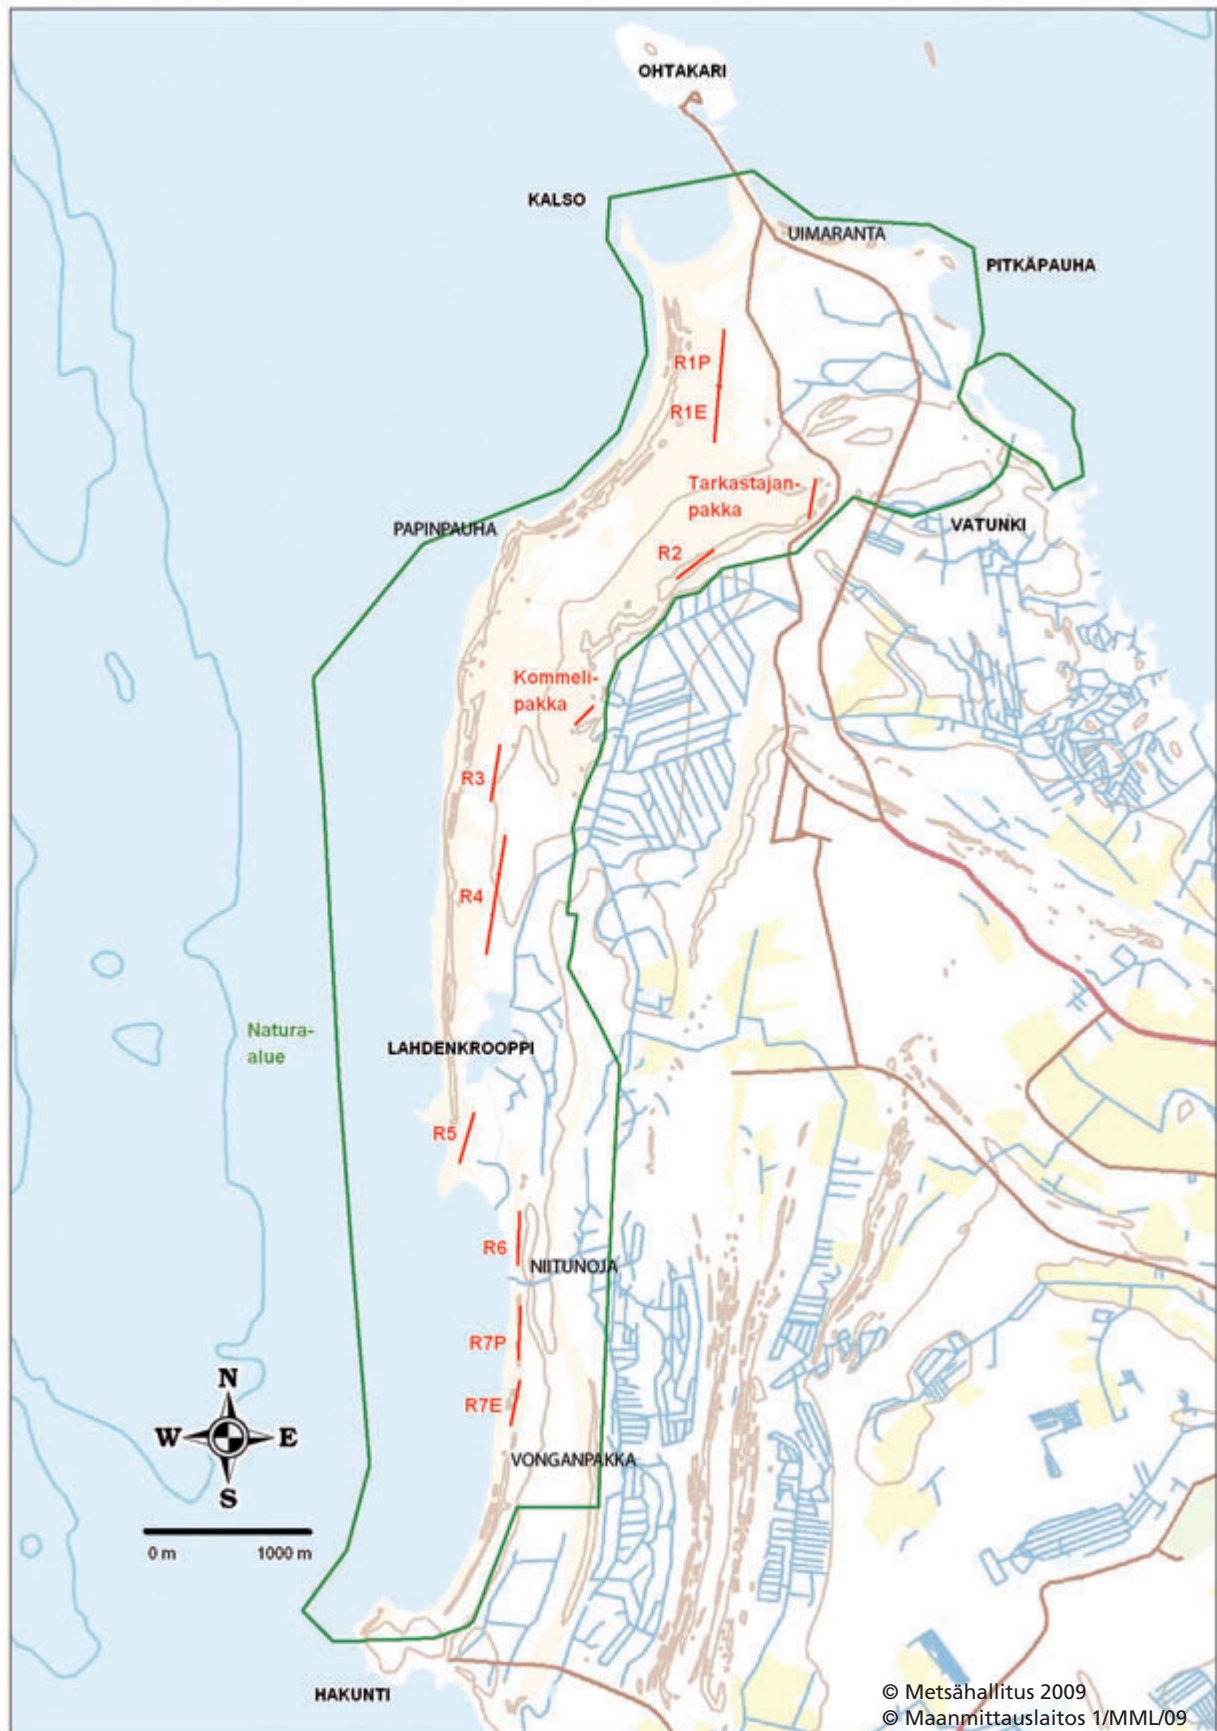 OHTAKARI
KALSO
UIMARANTA
PITKÄPAUHA
R1P
R1E
Tarkastajan-
pakka
PAPINPAUHA
VATUNKI
R2
Kommeli-
pakka
R3
R4
Natura-
alue
LAHDENKROOPPI
R5
R6
NIITUNOJA
R7P
R7E
N
W
E
S
VONGANPAKKA
0 m
1000 m
HAKUNTI
© Metsähallitus 2009
© Maanmittauslaitos 1/MML/09